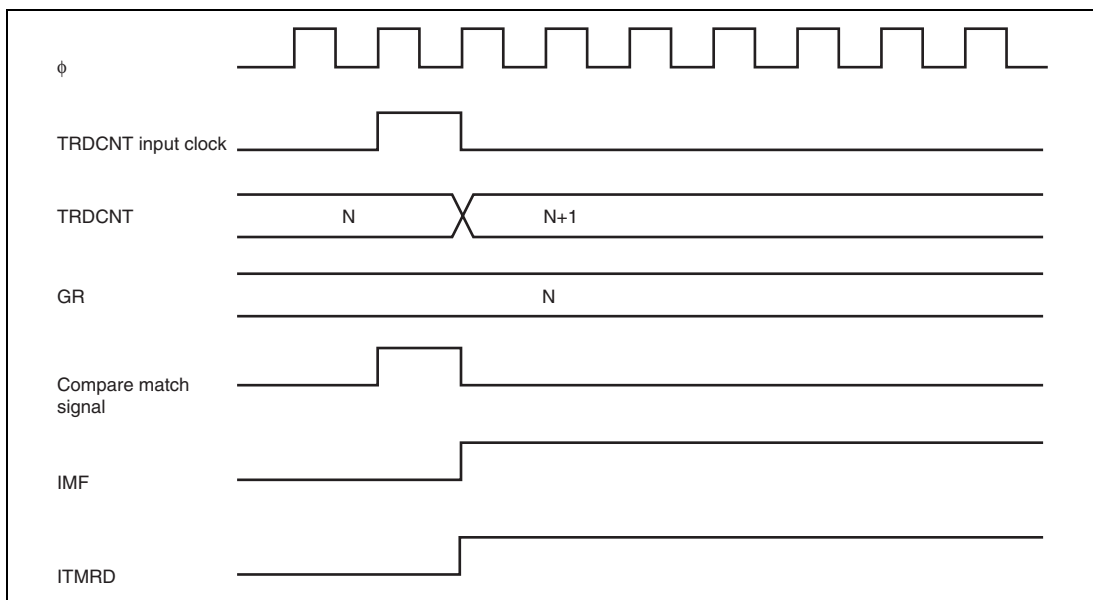 φ
TRDCNT input clock
TRDCNT
N
N+1
GR
N
Compare match
signal
IMF
ITMRD